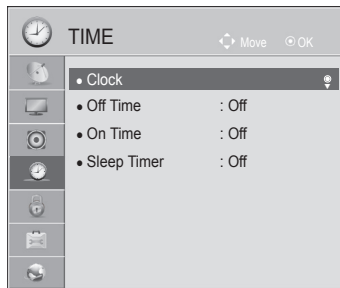 TIME
Move OK
• Clock
• Off Time : Off
• On Time : Off
• Sleep Timer : Off